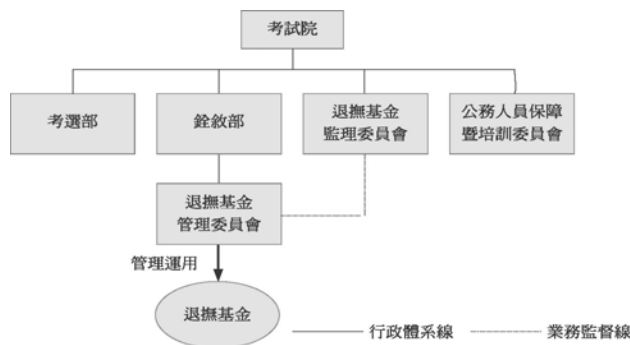 考試院
考選部
銓敘部
退撫基金
監理委員會
公務人員保障
暨培訓委員會
退撫基金
管理委員會
管理運用
退撫基金
行政體系線
業務監督線